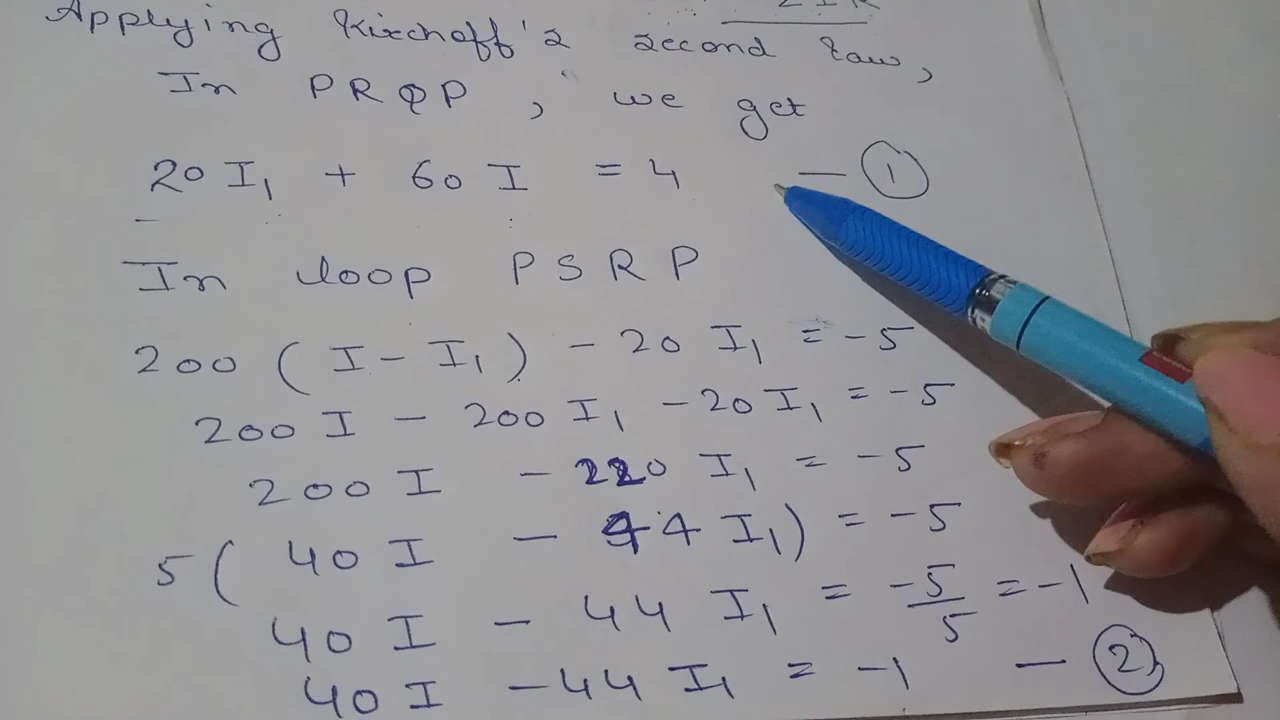 ΣIR
Applying Kirchoff's second law,
In PRQP, we get
20 I₁ + 60 I = 4 — ①
In loop PSRP
200 ( I - I₁ ) - 20 I₁ = -5
200 I - 200 I₁ - 20 I₁ = -5
200 I - 220 I₁ = -5
5 ( 40 I - 44 I₁ ) = -5
40 I - 44 I₁ = -5/5 = -1
40 I - 44 I₁ = -1 — ②